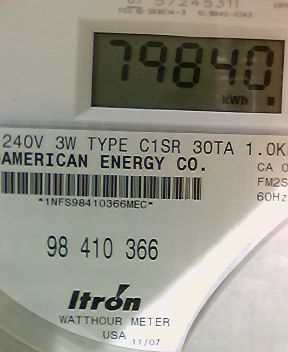 57245311
79840
kWh
240V 3W TYPE C1SR 30TA 1.0K
AMERICAN ENERGY CO.
CA 0
FM2S
60Hz
*1NFS98410366MEC*
98 410 366
Itron
WATTHOUR METER
USA 11/07